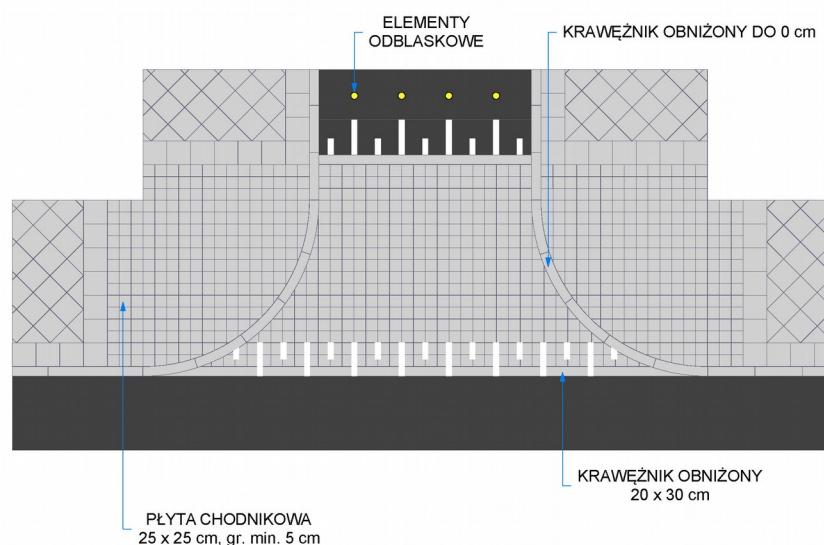 ELEMENTY
ODBLASKOWE
KRAWĘŻNIK OBNIŻONY DO 0 cm
KRAWĘŻNIK OBNIŻONY
20 x 30 cm
PŁYTA CHODNIKOWA
25 x 25 cm, gr. min. 5 cm